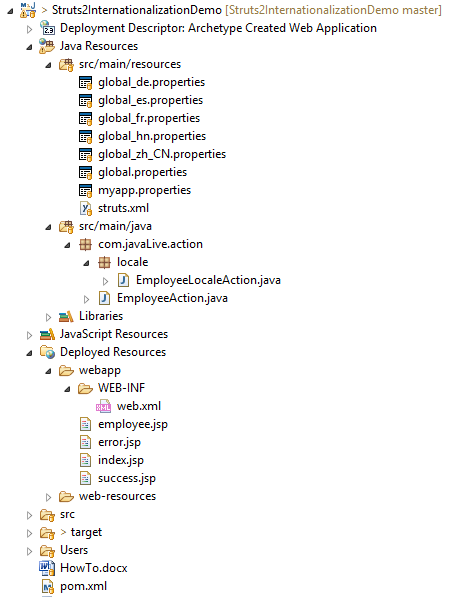 > Struts2InternationalizationDemo [Struts2InternationalizationDemo master]
Deployment Descriptor: Archetype Created Web Application
Java Resources
src/main/resources
global_de.properties
global_es.properties
global_fr.properties
global_hn.properties
global_zh_CN.properties
global.properties
myapp.properties
struts.xml
src/main/java
com.javaLive.action
locale
EmployeeLocaleAction.java
EmployeeAction.java
Libraries
JavaScript Resources
Deployed Resources
webapp
WEB-INF
web.xml
employee.jsp
error.jsp
index.jsp
success.jsp
web-resources
src
> target
Users
HowTo.docx
pom.xml